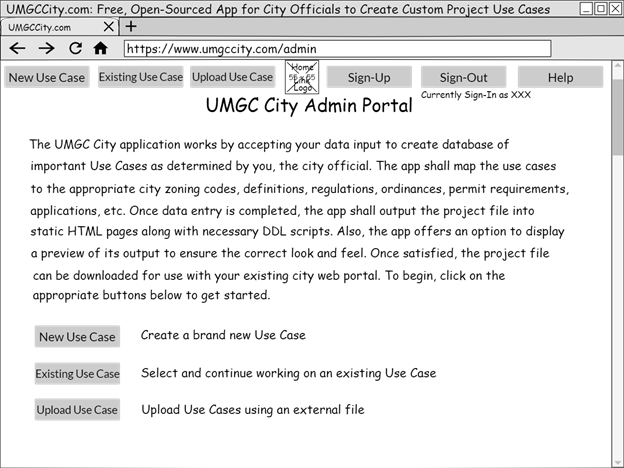 UMGCCity.com: Free, Open-Sourced App for City Officials to Create Custom Project Use Cases
UMGCCity.com
https://www.umgccity.com/admin
New Use Case
Existing Use Case
Upload Use Case
Home
Link
Logo
Sign-Up
Sign-Out
Help
Currently Sign-In as XXX
UMGC City Admin Portal
The UMGC City application works by accepting your data input to create database of
important Use Cases as determined by you, the city official. The app shall map the use cases
to the appropriate city zoning codes, definitions, regulations, ordinances, permit requirements,
applications, etc. Once data entry is completed, the app shall output the project file into
static HTML pages along with necessary DDL scripts. Also, the app offers an option to display
a preview of its output to ensure the correct look and feel. Once satisfied, the project file
can be downloaded for use with your existing city web portal. To begin, click on the
appropriate buttons below to get started.
New Use Case Create a brand new Use Case
Existing Use Case Select and continue working on an existing Use Case
Upload Use Case Upload Use Cases using an external file